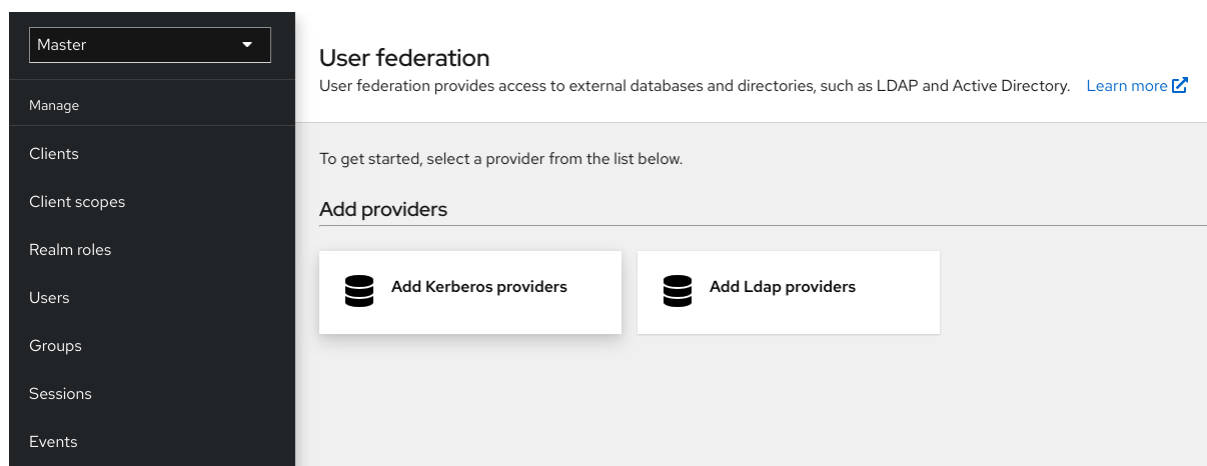 Master
Manage
Clients
Client scopes
Realm roles
Users
Groups
Sessions
Events
User federation
User federation provides access to external databases and directories, such as LDAP and Active Directory. Learn more
To get started, select a provider from the list below.
Add providers
Add Kerberos providers
Add Ldap providers